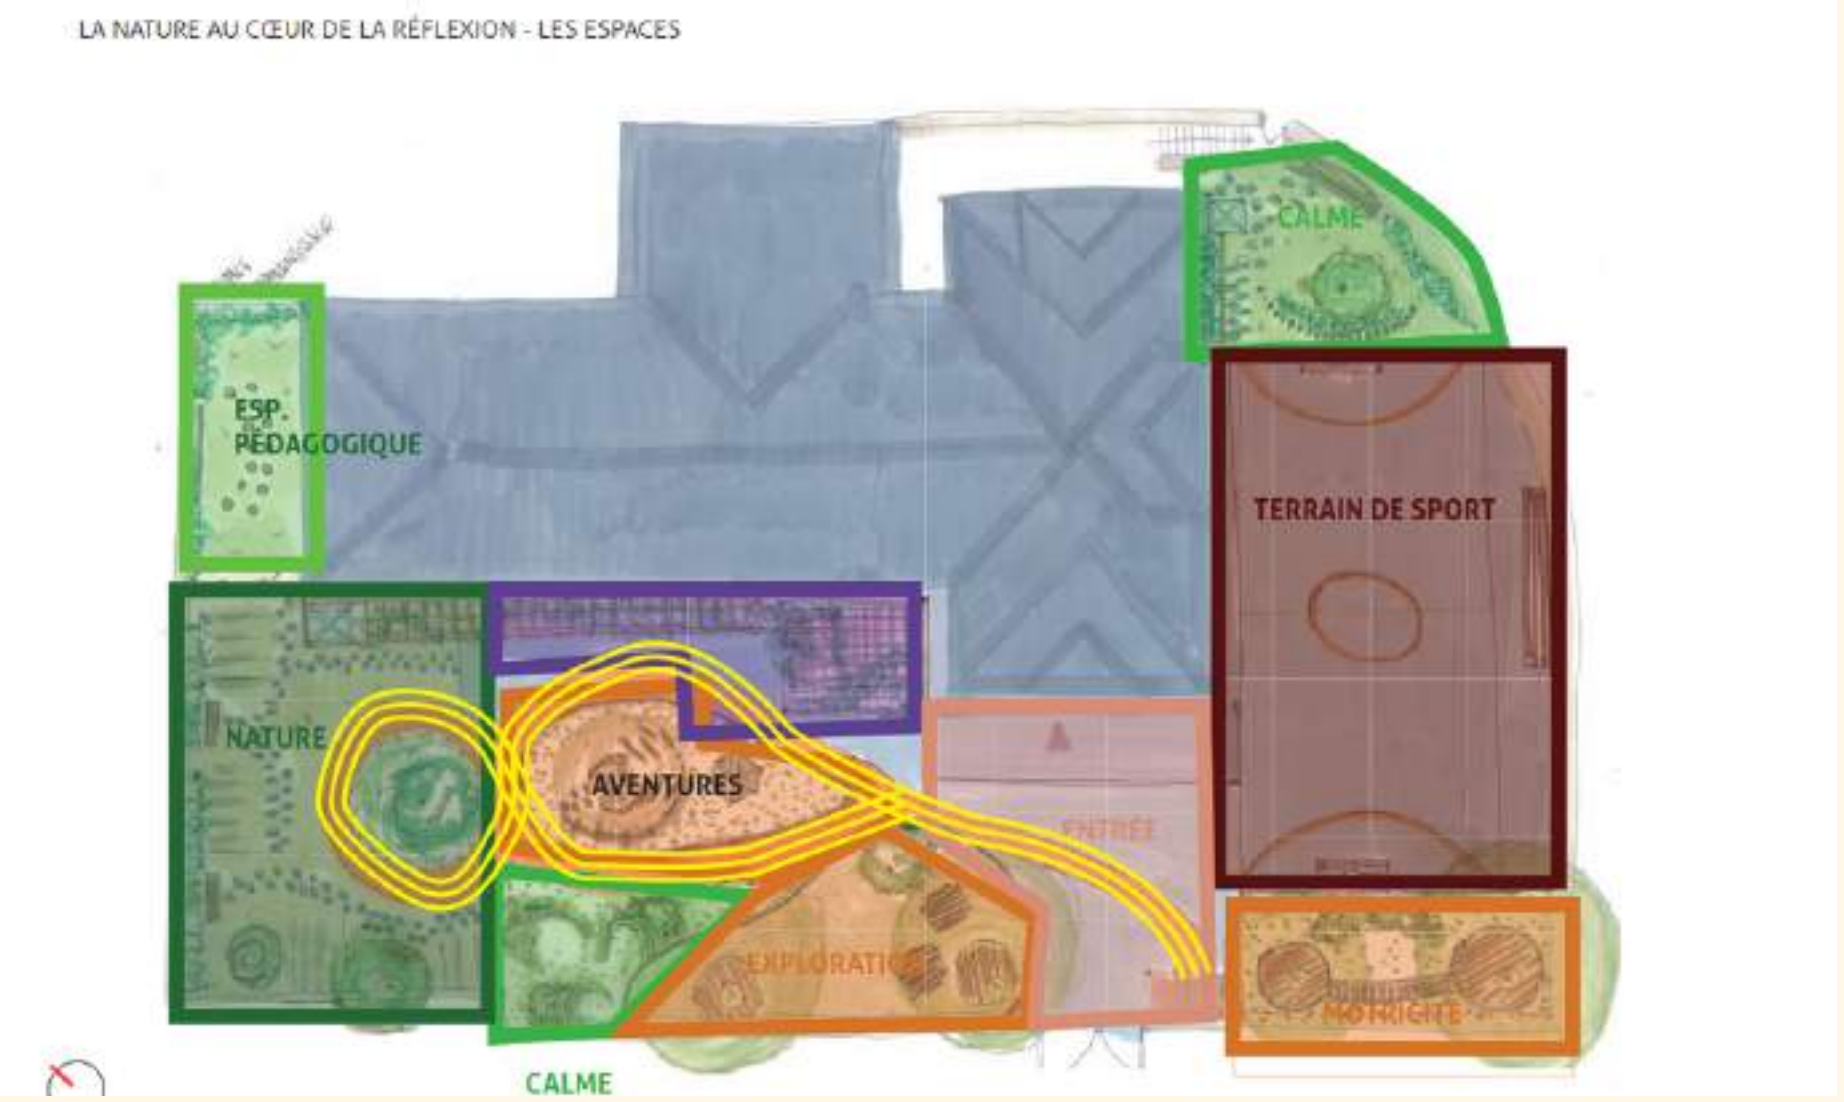 LA NATURE AU CŒUR DE LA RÉFLEXION - LES ESPACES
CALME
ESP.
PÉDAGOGIQUE
TERRAIN DE SPORT
NATURE
AVENTURES
ENTRÉE
EXPLORATION
MOTRICITÉ
CALME